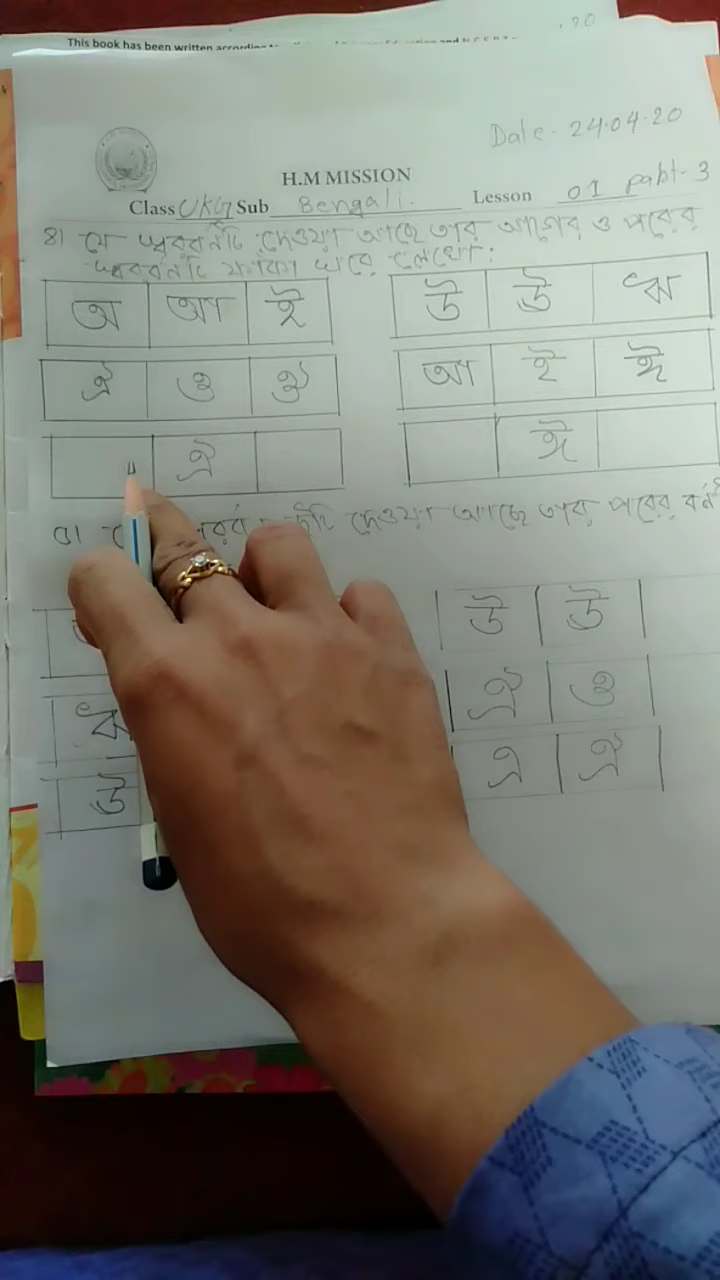 This book has been written according
Date - 24.04.20
H.M MISSION
Class UKG Sub Bengali. Lesson 01 part-3
৪। যে স্বরবর্ণটি দেওয়া আছে তার আগের ও পরের
স্বরবর্ণটি ফাঁকা ঘরে লেখো:
অ আ ই উ ঊ ঋ
ঐ ও ঔ আ ই ঈ
ঐ ঈ
৫। দেওয়া আছে তার পরের বর্ণ
উ ঊ
ঋ ঐ ও
উ এ ঐ